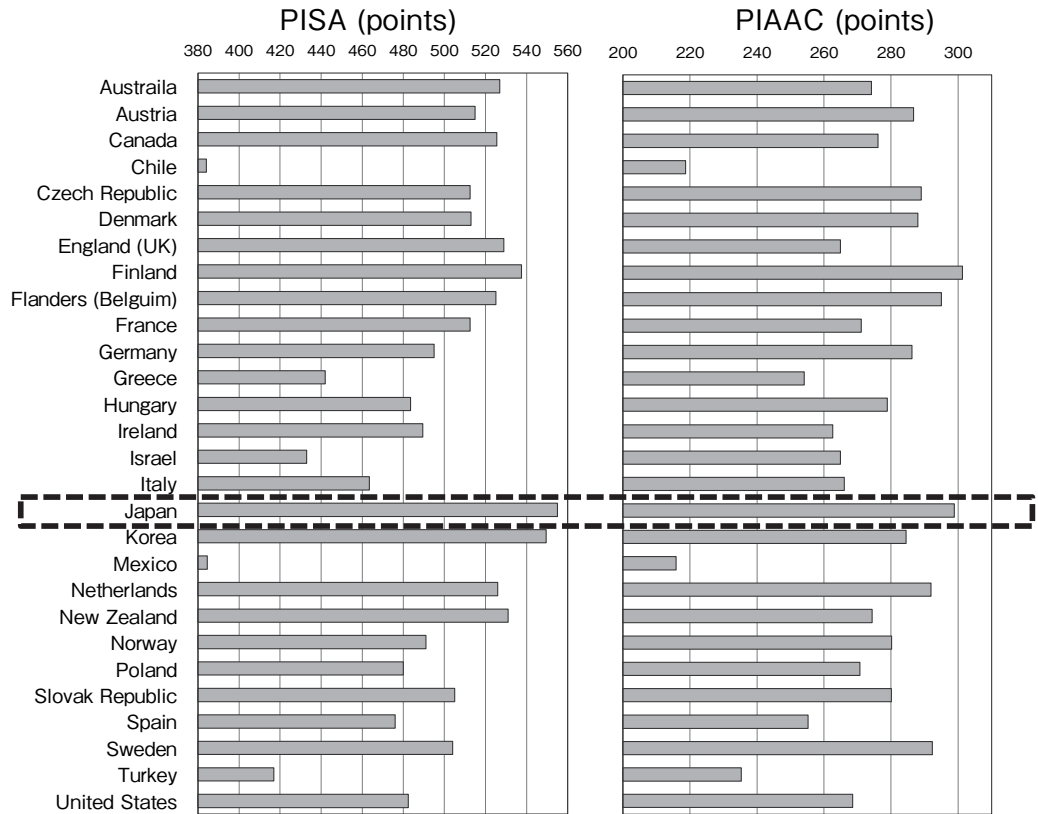 PISA (points)
380 400 420 440 460 480 500 520 540 560
PIAAC (points)
200 220 240 260 280 300
Austraila
Austria
Canada
Chile
Czech Republic
Denmark
England (UK)
Finland
Flanders (Belguim)
France
Germany
Greece
Hungary
Ireland
Israel
Italy
Japan
Korea
Mexico
Netherlands
New Zealand
Norway
Poland
Slovak Republic
Spain
Sweden
Turkey
United States